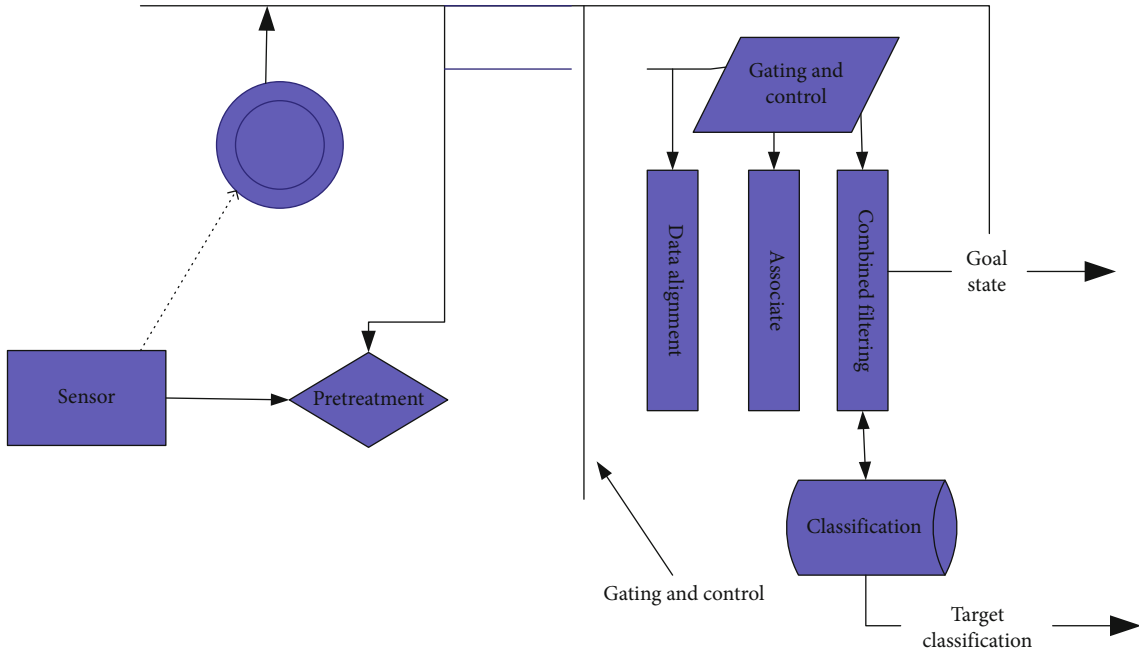 Gating and
control
Data alignment
Associate
Combined filtering
Goal
state
Sensor
Pretreatment
Classification
Gating and control
Target
classification